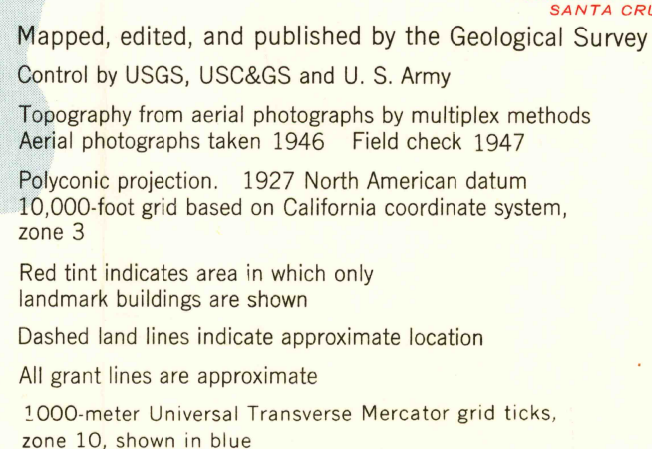 SANTA CRU
Mapped, edited, and published by the Geological Survey
Control by USGS, USC&GS and U. S. Army
Topography from aerial photographs by multiplex methods
Aerial photographs taken 1946 Field check 1947
Polyconic projection. 1927 North American datum
10,000-foot grid based on California coordinate system,
zone 3
Red tint indicates area in which only
landmark buildings are shown
Dashed land lines indicate approximate location
All grant lines are approximate
1000-meter Universal Transverse Mercator grid ticks,
zone 10, shown in blue